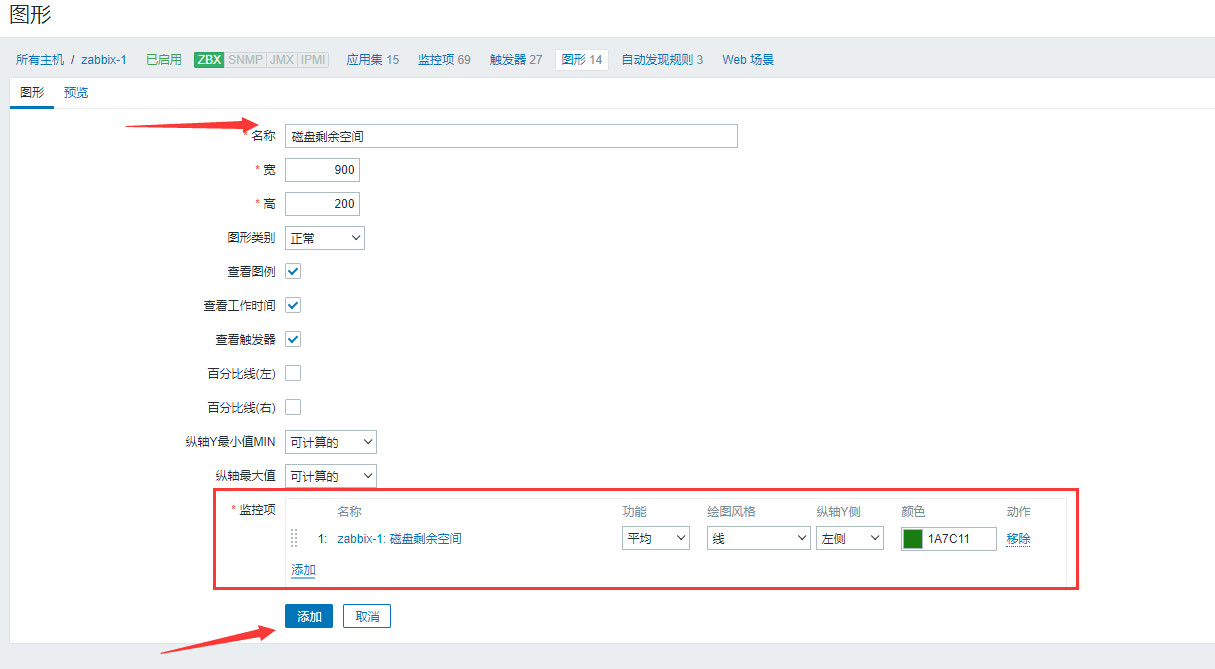 图形
所有主机 / zabbix-1 已启用 ZBX SNMP JMX IPMI 应用集 15 监控项 69 触发器 27 图形 14 自动发现规则 3 Web 场景
图形 预览
* 名称 磁盘剩余空间
* 宽 900
* 高 200
图形类别 正常
查看图例
查看工作时间
查看触发器
百分比线(左)
百分比线(右)
纵轴Y最小值MIN 可计算的
纵轴最大值 可计算的
* 监控项 名称 功能 绘图风格 纵轴Y侧 颜色 动作
1: zabbix-1: 磁盘剩余空间 平均 线 左侧 1A7C11 移除
添加
添加 取消